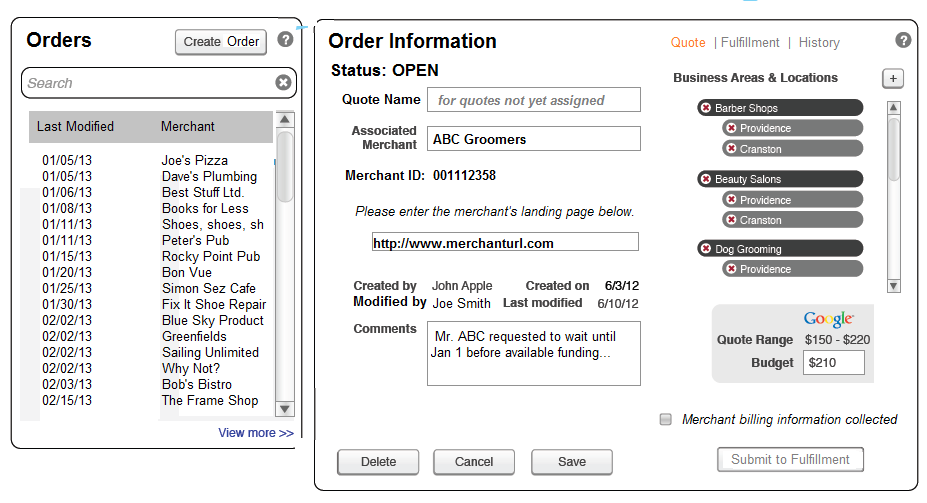 Orders
Create Order
?
Search
Last Modified Merchant
01/05/13 Joe's Pizza
01/05/13 Dave's Plumbing
01/06/13 Best Stuff Ltd.
01/08/13 Books for Less
01/11/13 Shoes, shoes, sh
01/11/13 Peter's Pub
01/15/13 Rocky Point Pub
01/20/13 Bon Vue
01/25/13 Simon Sez Cafe
01/30/13 Fix It Shoe Repair
02/02/13 Blue Sky Product
02/02/13 Greenfields
02/02/13 Sailing Unlimited
02/02/13 Why Not?
02/03/13 Bob's Bistro
02/15/13 The Frame Shop
View more >>
Order Information
Quote | Fulfillment | History
?
Status: OPEN
Quote Name for quotes not yet assigned
Associated
Merchant ABC Groomers
Merchant ID: 001112358
Please enter the merchant's landing page below.
http://www.merchanturl.com
Created by John Apple Created on 6/3/12
Modified by Joe Smith Last modified 6/10/12
Comments Mr. ABC requested to wait until
Jan 1 before available funding...
Business Areas & Locations +
Barber Shops
Providence
Cranston
Beauty Salons
Providence
Cranston
Dog Grooming
Providence
Google
Quote Range $150 - $220
Budget $210
Merchant billing information collected
Delete Cancel Save Submit to Fulfillment